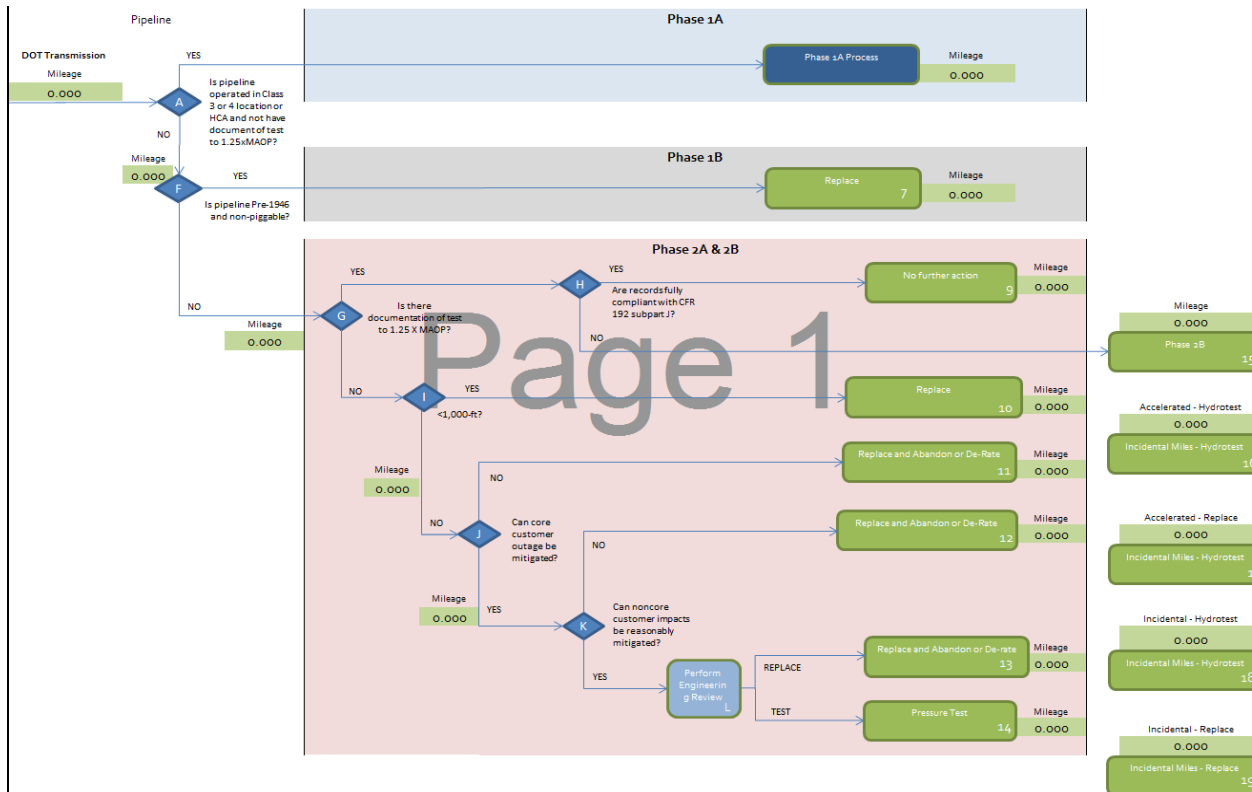 Pipeline
Phase 1A
DOT Transmission
Mileage
0.000
YES
A
Is pipeline
operated in Class
3 or 4 location or
HCA and not have
document of test
to 1.25xMAOP?
Phase 1A Process
Mileage
0.000
NO
Mileage
0.000
Phase 1B
F
YES
Is pipeline Pre-1946
and non-piggable?
Replace
7
Mileage
0.000
NO
Mileage
0.000
Phase 2A & 2B
YES
G
Is there
documentation of test
to 1.25 X MAOP?
H
YES
Are records fully
compliant with CFR
192 subpart J?
NO
No further action
9
Mileage
0.000
Mileage
0.000
Phase 2B
15
Page 1
NO
I
YES
<1,000-ft?
Replace
10
Mileage
0.000
Accelerated - Hydrotest
0.000
Incidental Miles - Hydrotest
Mileage
0.000
NO
J
NO
Can core
customer
outage be
mitigated?
Replace and Abandon or De-Rate
11
Mileage
0.000
Replace and Abandon or De-Rate
12
Mileage
0.000
Accelerated - Replace
0.000
Incidental Miles - Hydrotest
Mileage
0.000
YES
K
NO
Can noncore
customer impacts
be reasonably
mitigated?
YES
Perform
Engineerin
g Review
L
REPLACE
TEST
Replace and Abandon or De-rate
13
Mileage
0.000
Pressure Test
14
Mileage
0.000
Incidental - Hydrotest
0.000
Incidental Miles - Hydrotest
18
Incidental - Replace
0.000
Incidental Miles - Replace
19